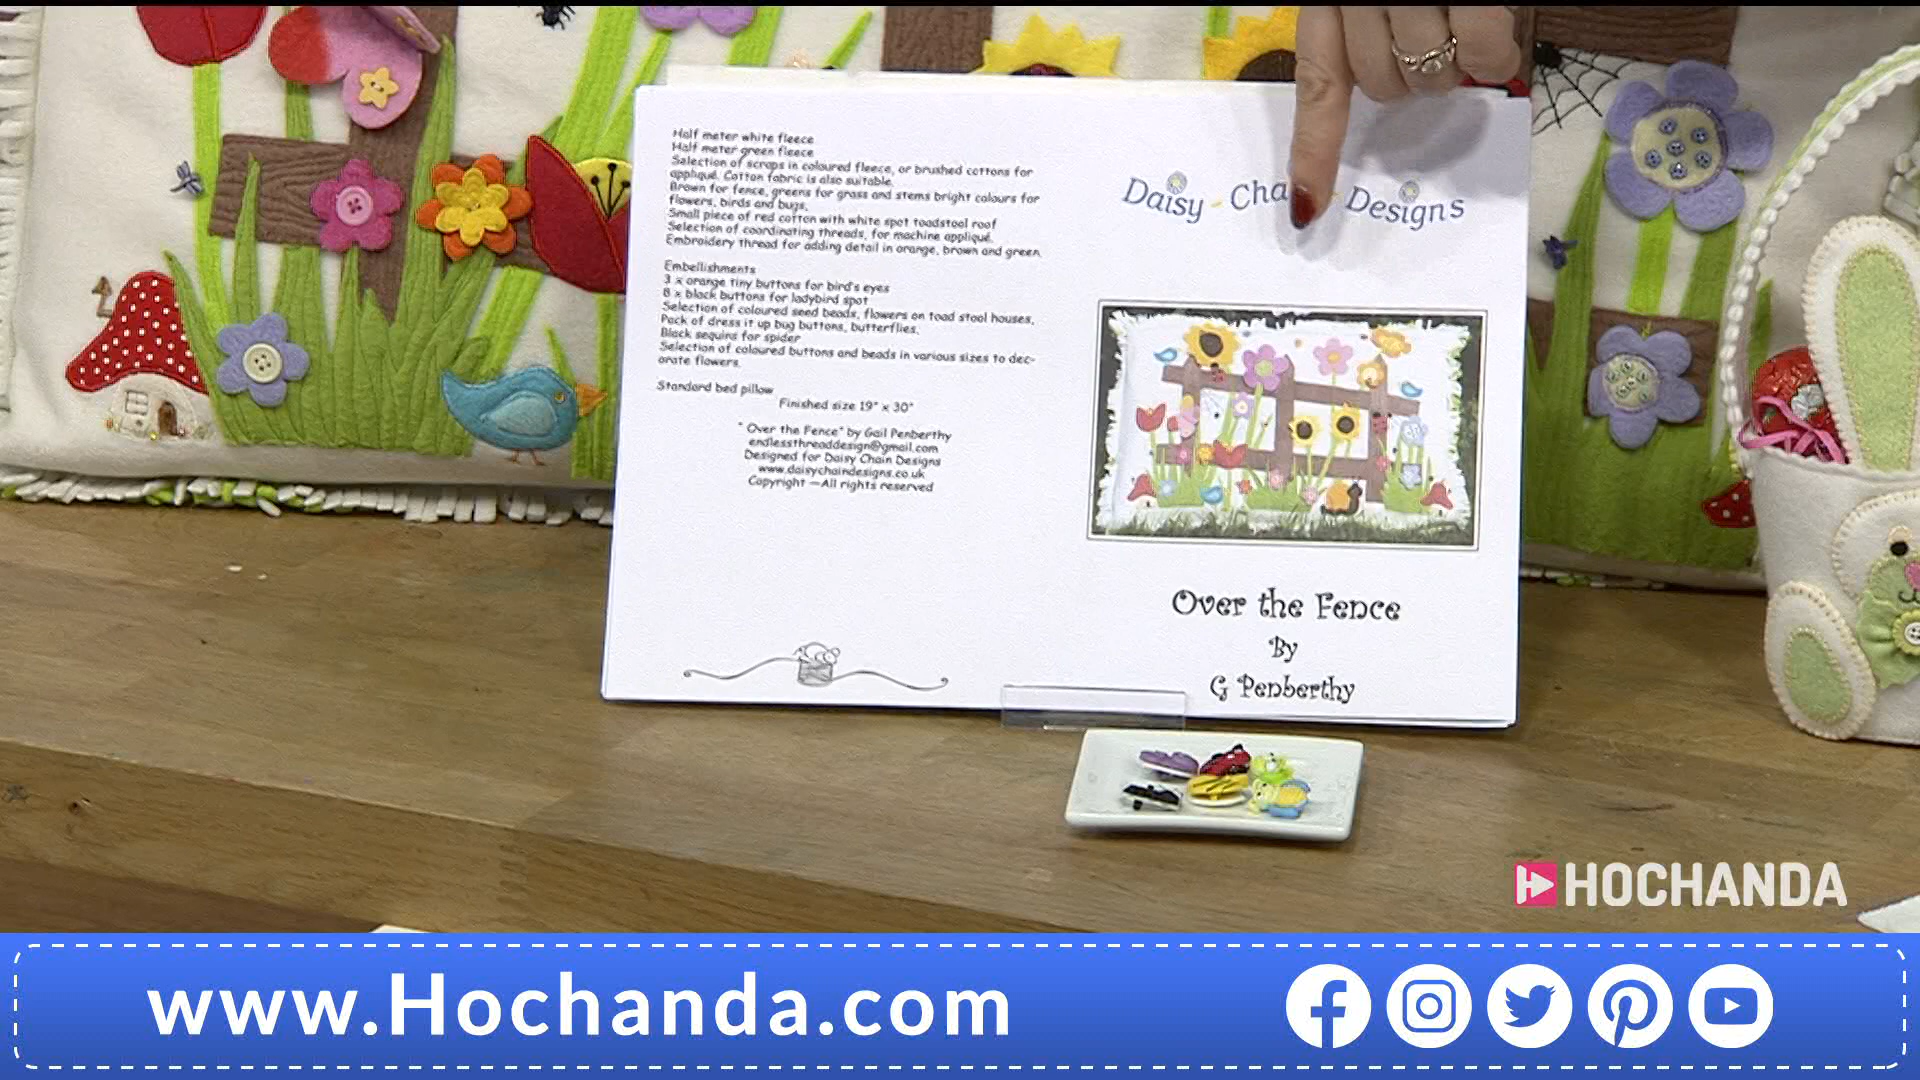 Half meter white fleece
Half meter green fleece
Selection of scraps in coloured fleece, or brushed cottons for
appliqué. Cotton fabric is also suitable.
Brown for fence, greens for grass and stems bright colours for
flowers, birds and bugs.
Small piece of red cotton with white spot toadstool roof
Selection of coordinating threads, for machine appliqué.
Embroidery thread for adding detail in orange, brown and green.
Embellishments
3 x orange tiny buttons for bird's eyes
8 x black buttons for ladybird spot
Selection of coloured seed beads, flowers on toad stool houses.
Pack of dress it up bug buttons, butterflies.
Black sequins for spider
Selection of coloured buttons and beads in various sizes to dec-
orate flowers.
Standard bed pillow
Finished size 19" x 30"
" Over the Fence" by Gail Penberthy
endlessthreaddesign@gmail.com
Designed for Daisy Chain Designs
www.daisychaindesigns.co.uk
Copyright —All rights reserved
Daisy - Cha - Designs
Over the Fence
By
G Penberthy
HOCHANDA
www.Hochanda.com